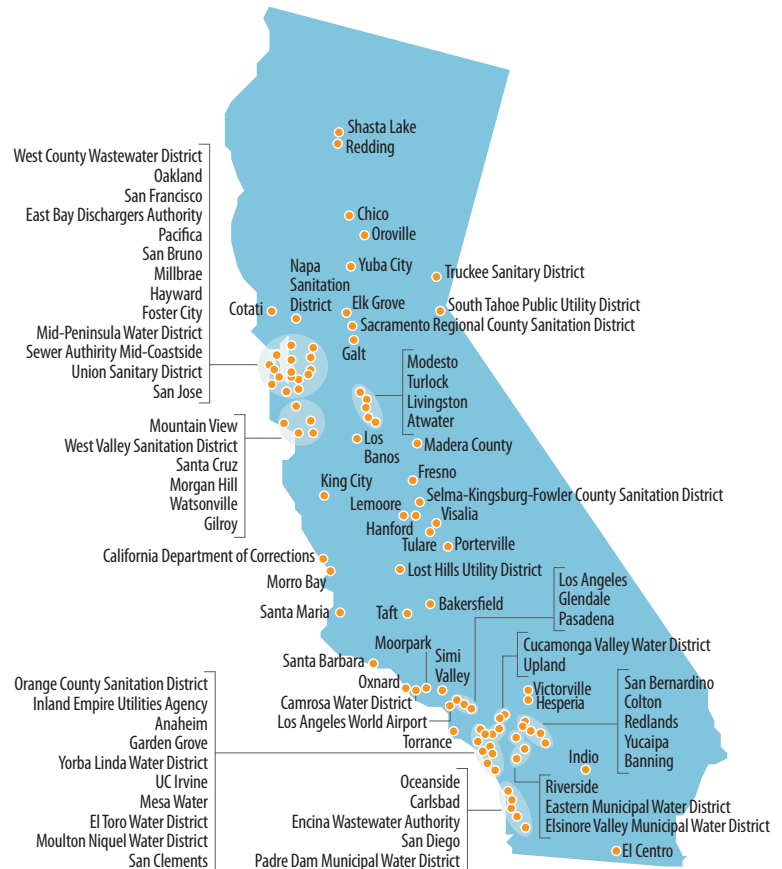 Shasta Lake
Redding
West County Wastewater District
Oakland
San Francisco
East Bay Dischargers Authority
Pacifica
San Bruno
Millbrae
Hayward
Foster City
Mid-Peninsula Water District
Sewer Authirity Mid-Coastside
Union Sanitary District
San Jose
Chico
Oroville
Yuba City
Truckee Sanitary District
Napa
Sanitation
District
Cotati
Elk Grove
South Tahoe Public Utility District
Sacramento Regional County Sanitation District
Galt
Modesto
Turlock
Livingston
Atwater
Mountain View
West Valley Sanitation District
Santa Cruz
Morgan Hill
Watsonville
Gilroy
Los
Banos
Madera County
Fresno
King City
Selma-Kingsburg-Fowler County Sanitation District
Lemoore
Hanford
Visalia
Tulare
Porterville
California Department of Corrections
Morro Bay
Lost Hills Utility District
Santa Maria
Taft
Bakersfield
Los Angeles
Glendale
Pasadena
Moorpark
Simi
Valley
Cucamonga Valley Water District
Upland
Santa Barbara
Oxnard
Camrosa Water District
Los Angeles World Airport
Torrance
Victorville
Hesperia
San Bernardino
Colton
Redlands
Yucaipa
Banning
Orange County Sanitation District
Inland Empire Utilities Agency
Anaheim
Garden Grove
Yorba Linda Water District
UC Irvine
Mesa Water
El Toro Water District
Moulton Niquel Water District
San Clements
Indio
Riverside
Eastern Municipal Water District
Elsinore Valley Municipal Water District
Oceanside
Carlsbad
Encina Wastewater Authority
San Diego
Padre Dam Municipal Water District
El Centro